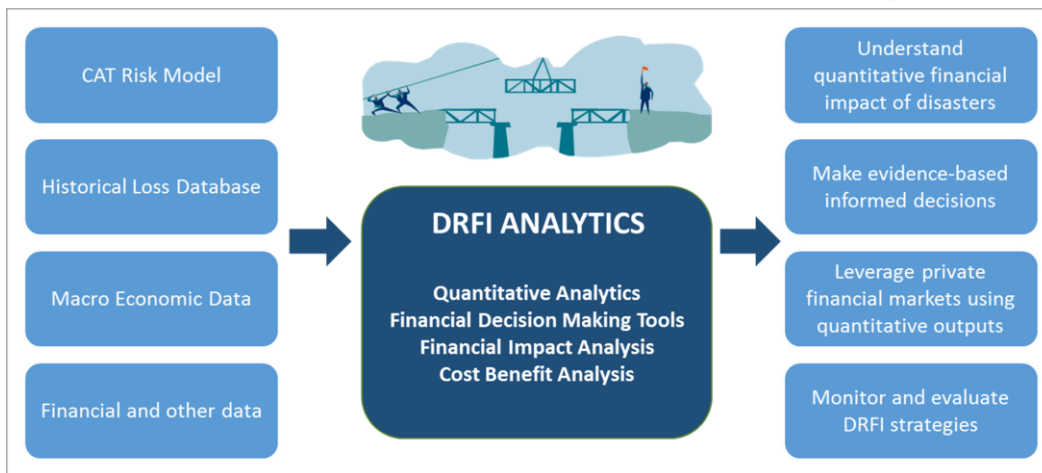 CAT Risk Model
Historical Loss Database
Macro Economic Data
Financial and other data
DRFI ANALYTICS
Quantitative Analytics
Financial Decision Making Tools
Financial Impact Analysis
Cost Benefit Analysis
Understand
quantitative financial
impact of disasters
Make evidence-based
informed decisions
Leverage private
financial markets using
quantitative outputs
Monitor and evaluate
DRFI strategies